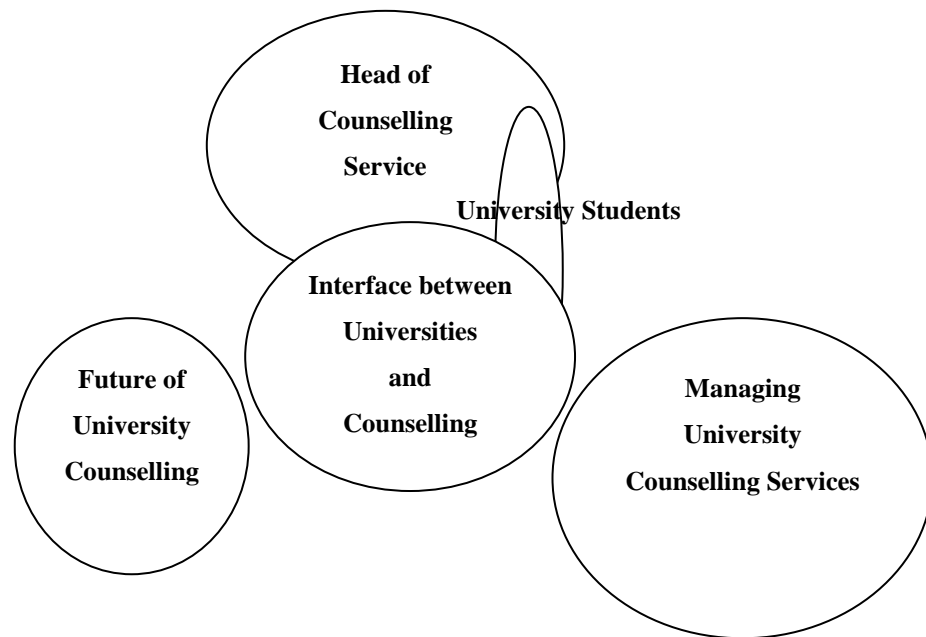 Head of
Counselling
Service
University Students
Interface between
Universities
and
Counselling
Future of
University
Counselling
Managing
University
Counselling Services